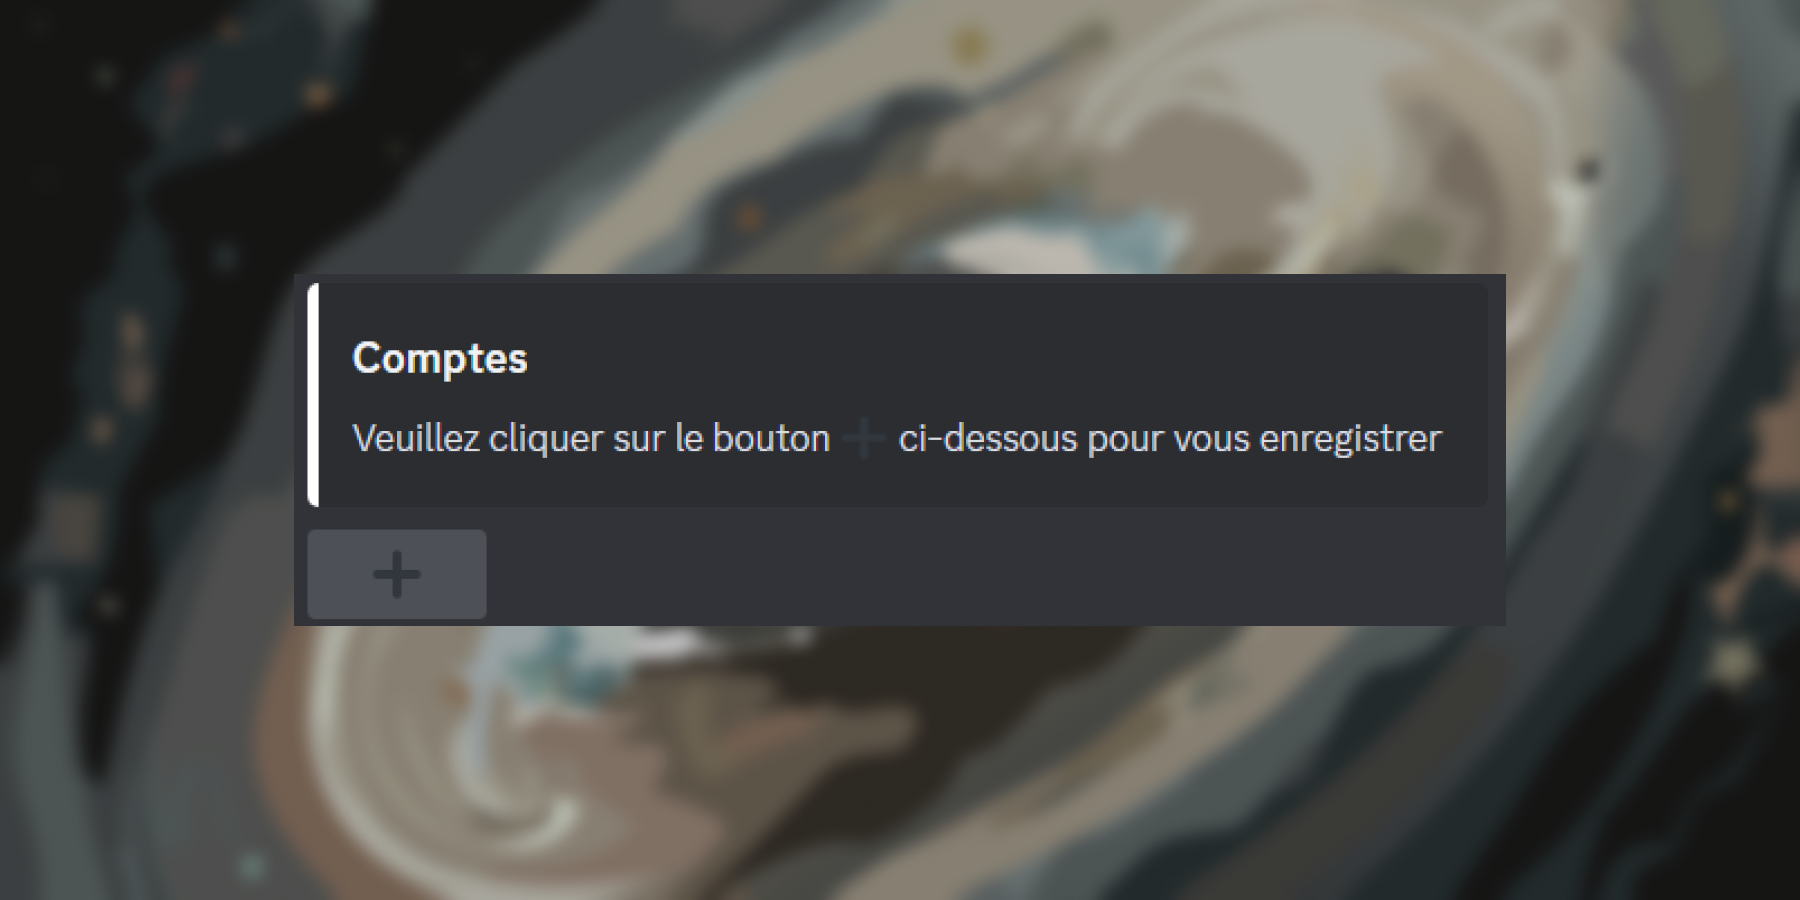 Comptes
Veuillez cliquer sur le bouton ➕ ci-dessous pour vous enregistrer
➕